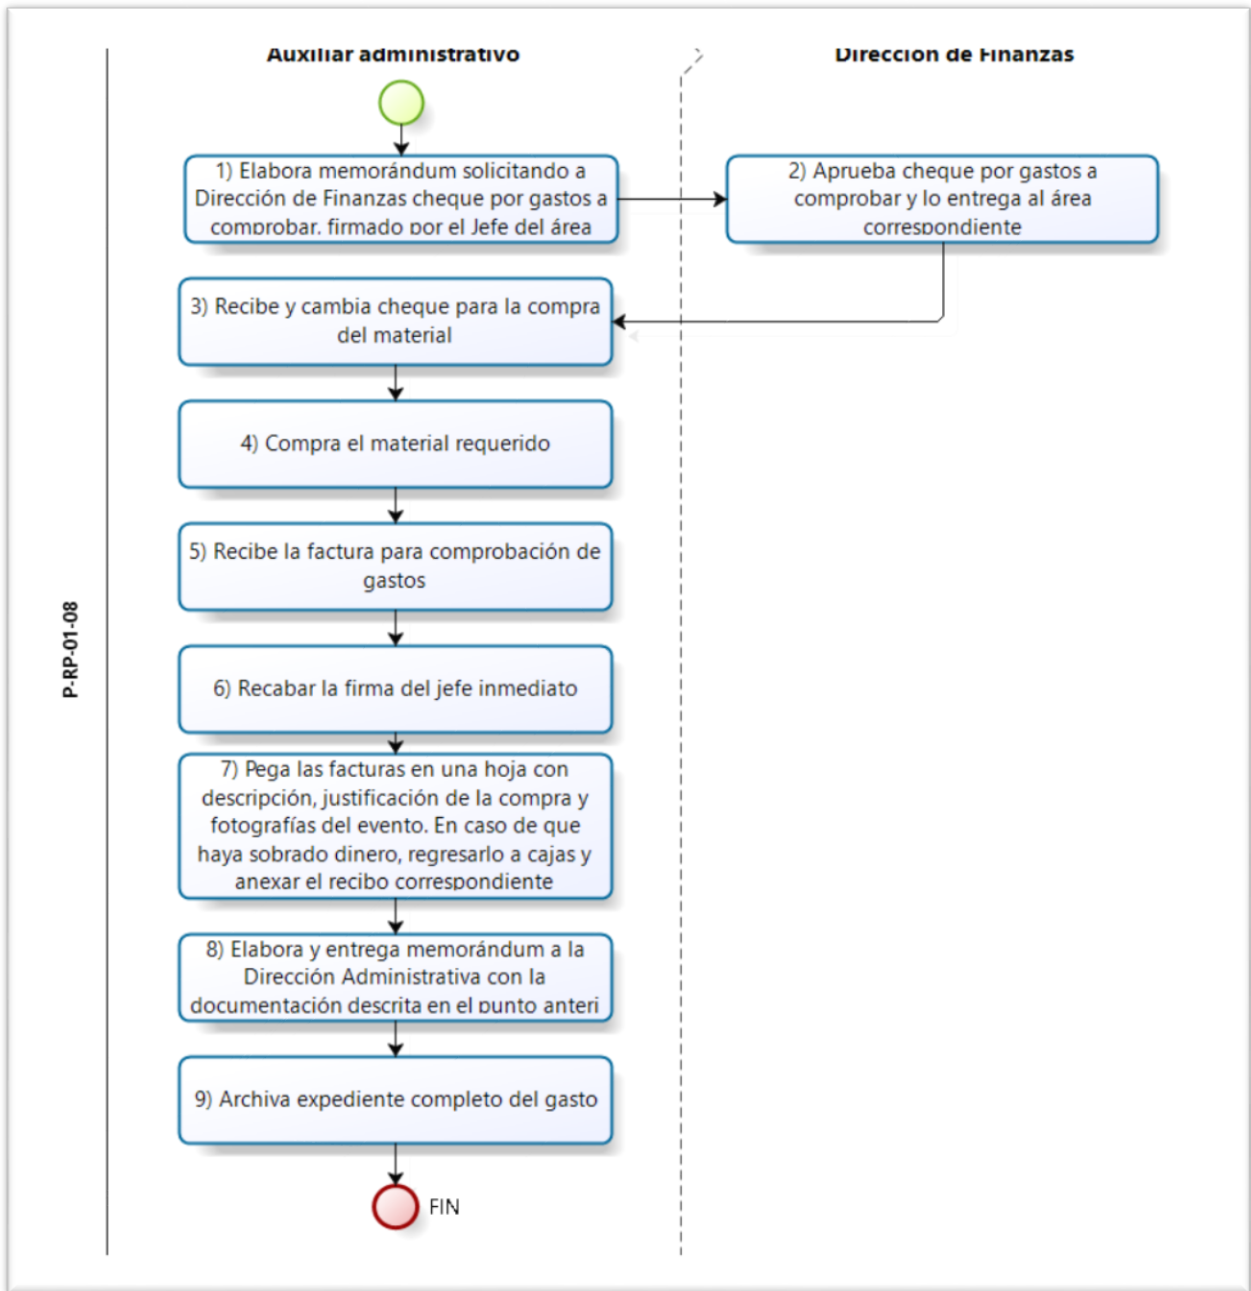 Auxiliar administrativo
Dirección de Finanzas
1) Elabora memorándum solicitando a
Dirección de Finanzas cheque por gastos a
comprobar, firmado por el Jefe del área
2) Aprueba cheque por gastos a
comprobar y lo entrega al área
correspondiente
3) Recibe y cambia cheque para la compra
del material
4) Compra el material requerido
5) Recibe la factura para comprobación de
gastos
6) Recabar la firma del jefe inmediato
7) Pega las facturas en una hoja con
descripción, justificación de la compra y
fotografías del evento. En caso de que
haya sobrado dinero, regresarlo a cajas y
anexar el recibo correspondiente
8) Elabora y entrega memorándum a la
Dirección Administrativa con la
documentación descrita en el punto anteri
9) Archiva expediente completo del gasto
FIN
P-RP-01-08